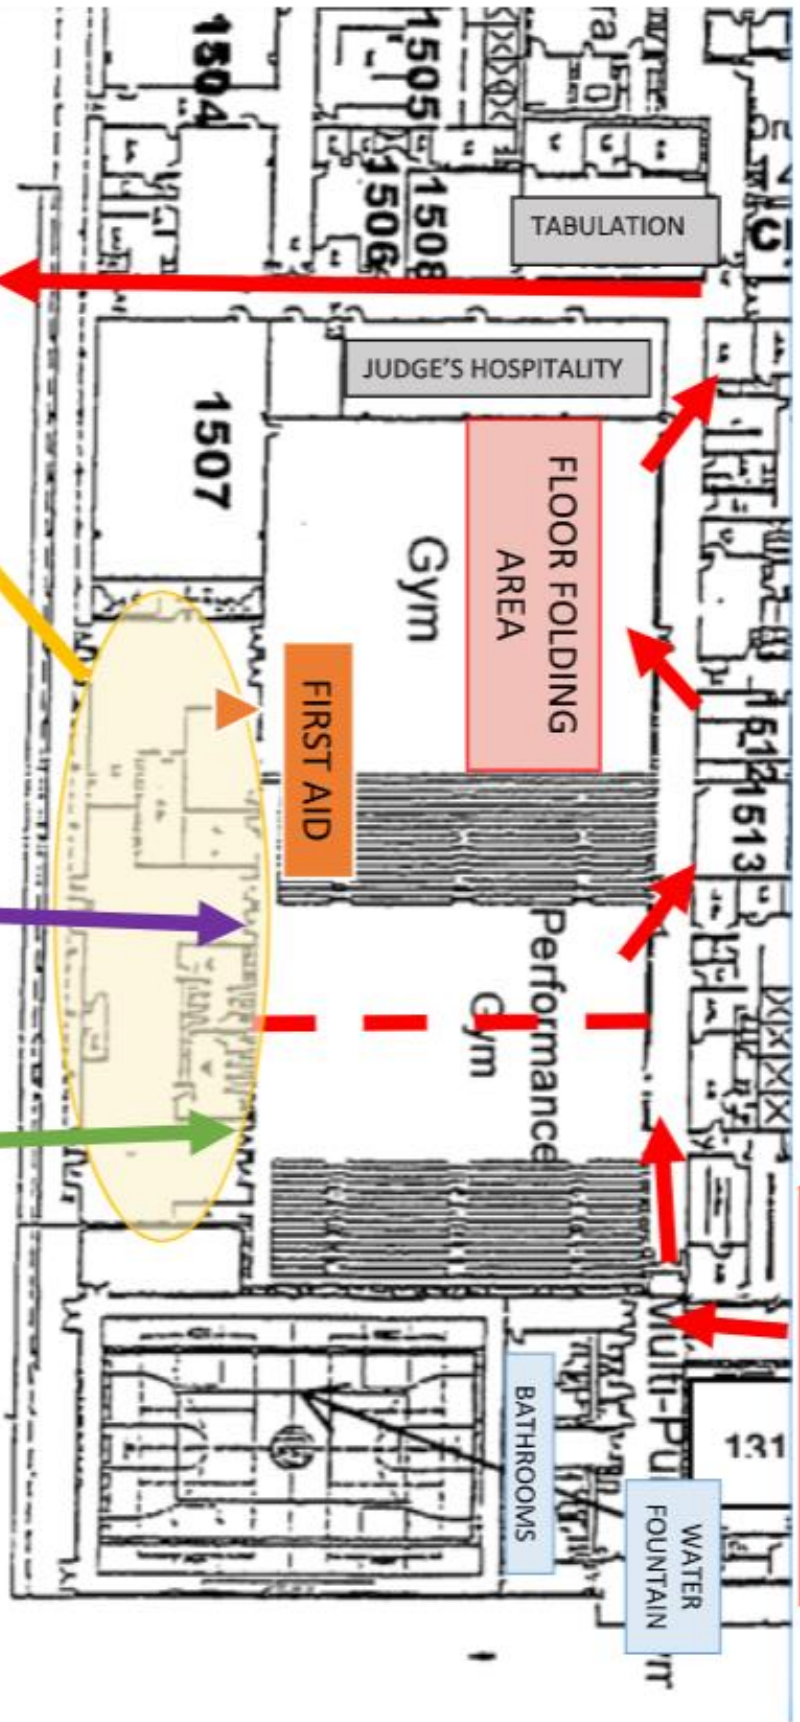 1504
1505
1506
1508
TABULATION
JUDGE'S HOSPITALITY
1507
FLOOR FOLDING
AREA
Gym
FIRST AID
1512
1513
Performance
Gym
Multi-Pu
131
BATHROOMS
WATER
FOUNTAIN